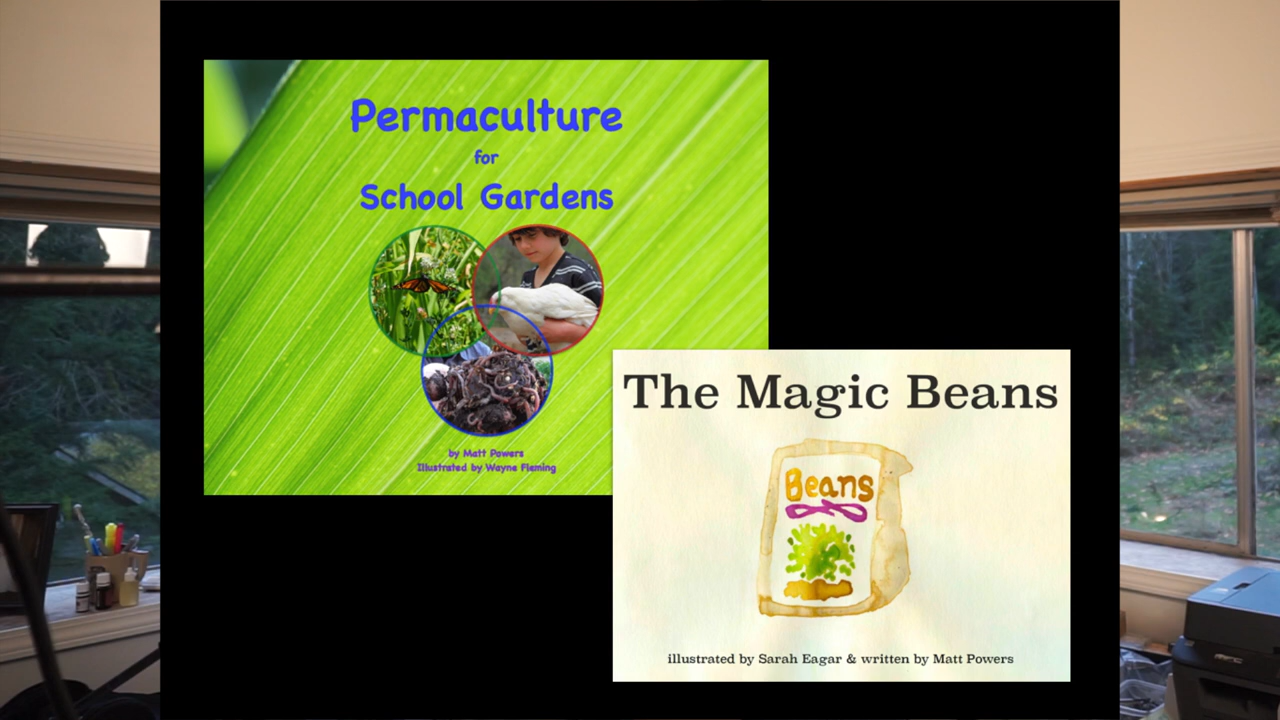 Permaculture
for
School Gardens
by Matt Powers
Illustrated by Wayne Fleming
The Magic Beans
Beans
illustrated by Sarah Eagar & written by Matt Powers
MFC